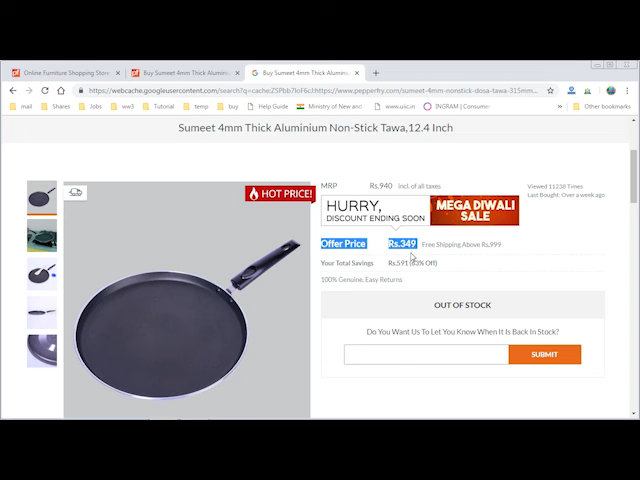 Online Furniture Shopping Store
Buy Sumeet 4mm Thick Aluminiu
Buy Sumeet 4mm Thick Aluminiu
https://webcache.googleusercontent.com/search?q=cache:
www.pepperfry.com/sumeet-4mm-nonstick-dosa-tawa-315mm...
mail Shares Jobs ww3 Tutorial temp buy Help Guide Ministry of New and www.uiic.in INGRAM | Consumer Other bookmarks
Sumeet 4mm Thick Aluminium Non-Stick Tawa,12.4 Inch
HOT PRICE!
MRP Rs.940 incl. of all taxes
Viewed 11238 Times
Last Bought: Over a week ago
HURRY,
DISCOUNT ENDING SOON
MEGA DIWALI
SALE
Offer Price Rs.349 Free Shipping Above Rs.999
Your Total Savings Rs.591 (63% Off)
100% Genuine, Easy Returns
OUT OF STOCK
Do You Want Us To Let You Know When It Is Back In Stock?
SUBMIT